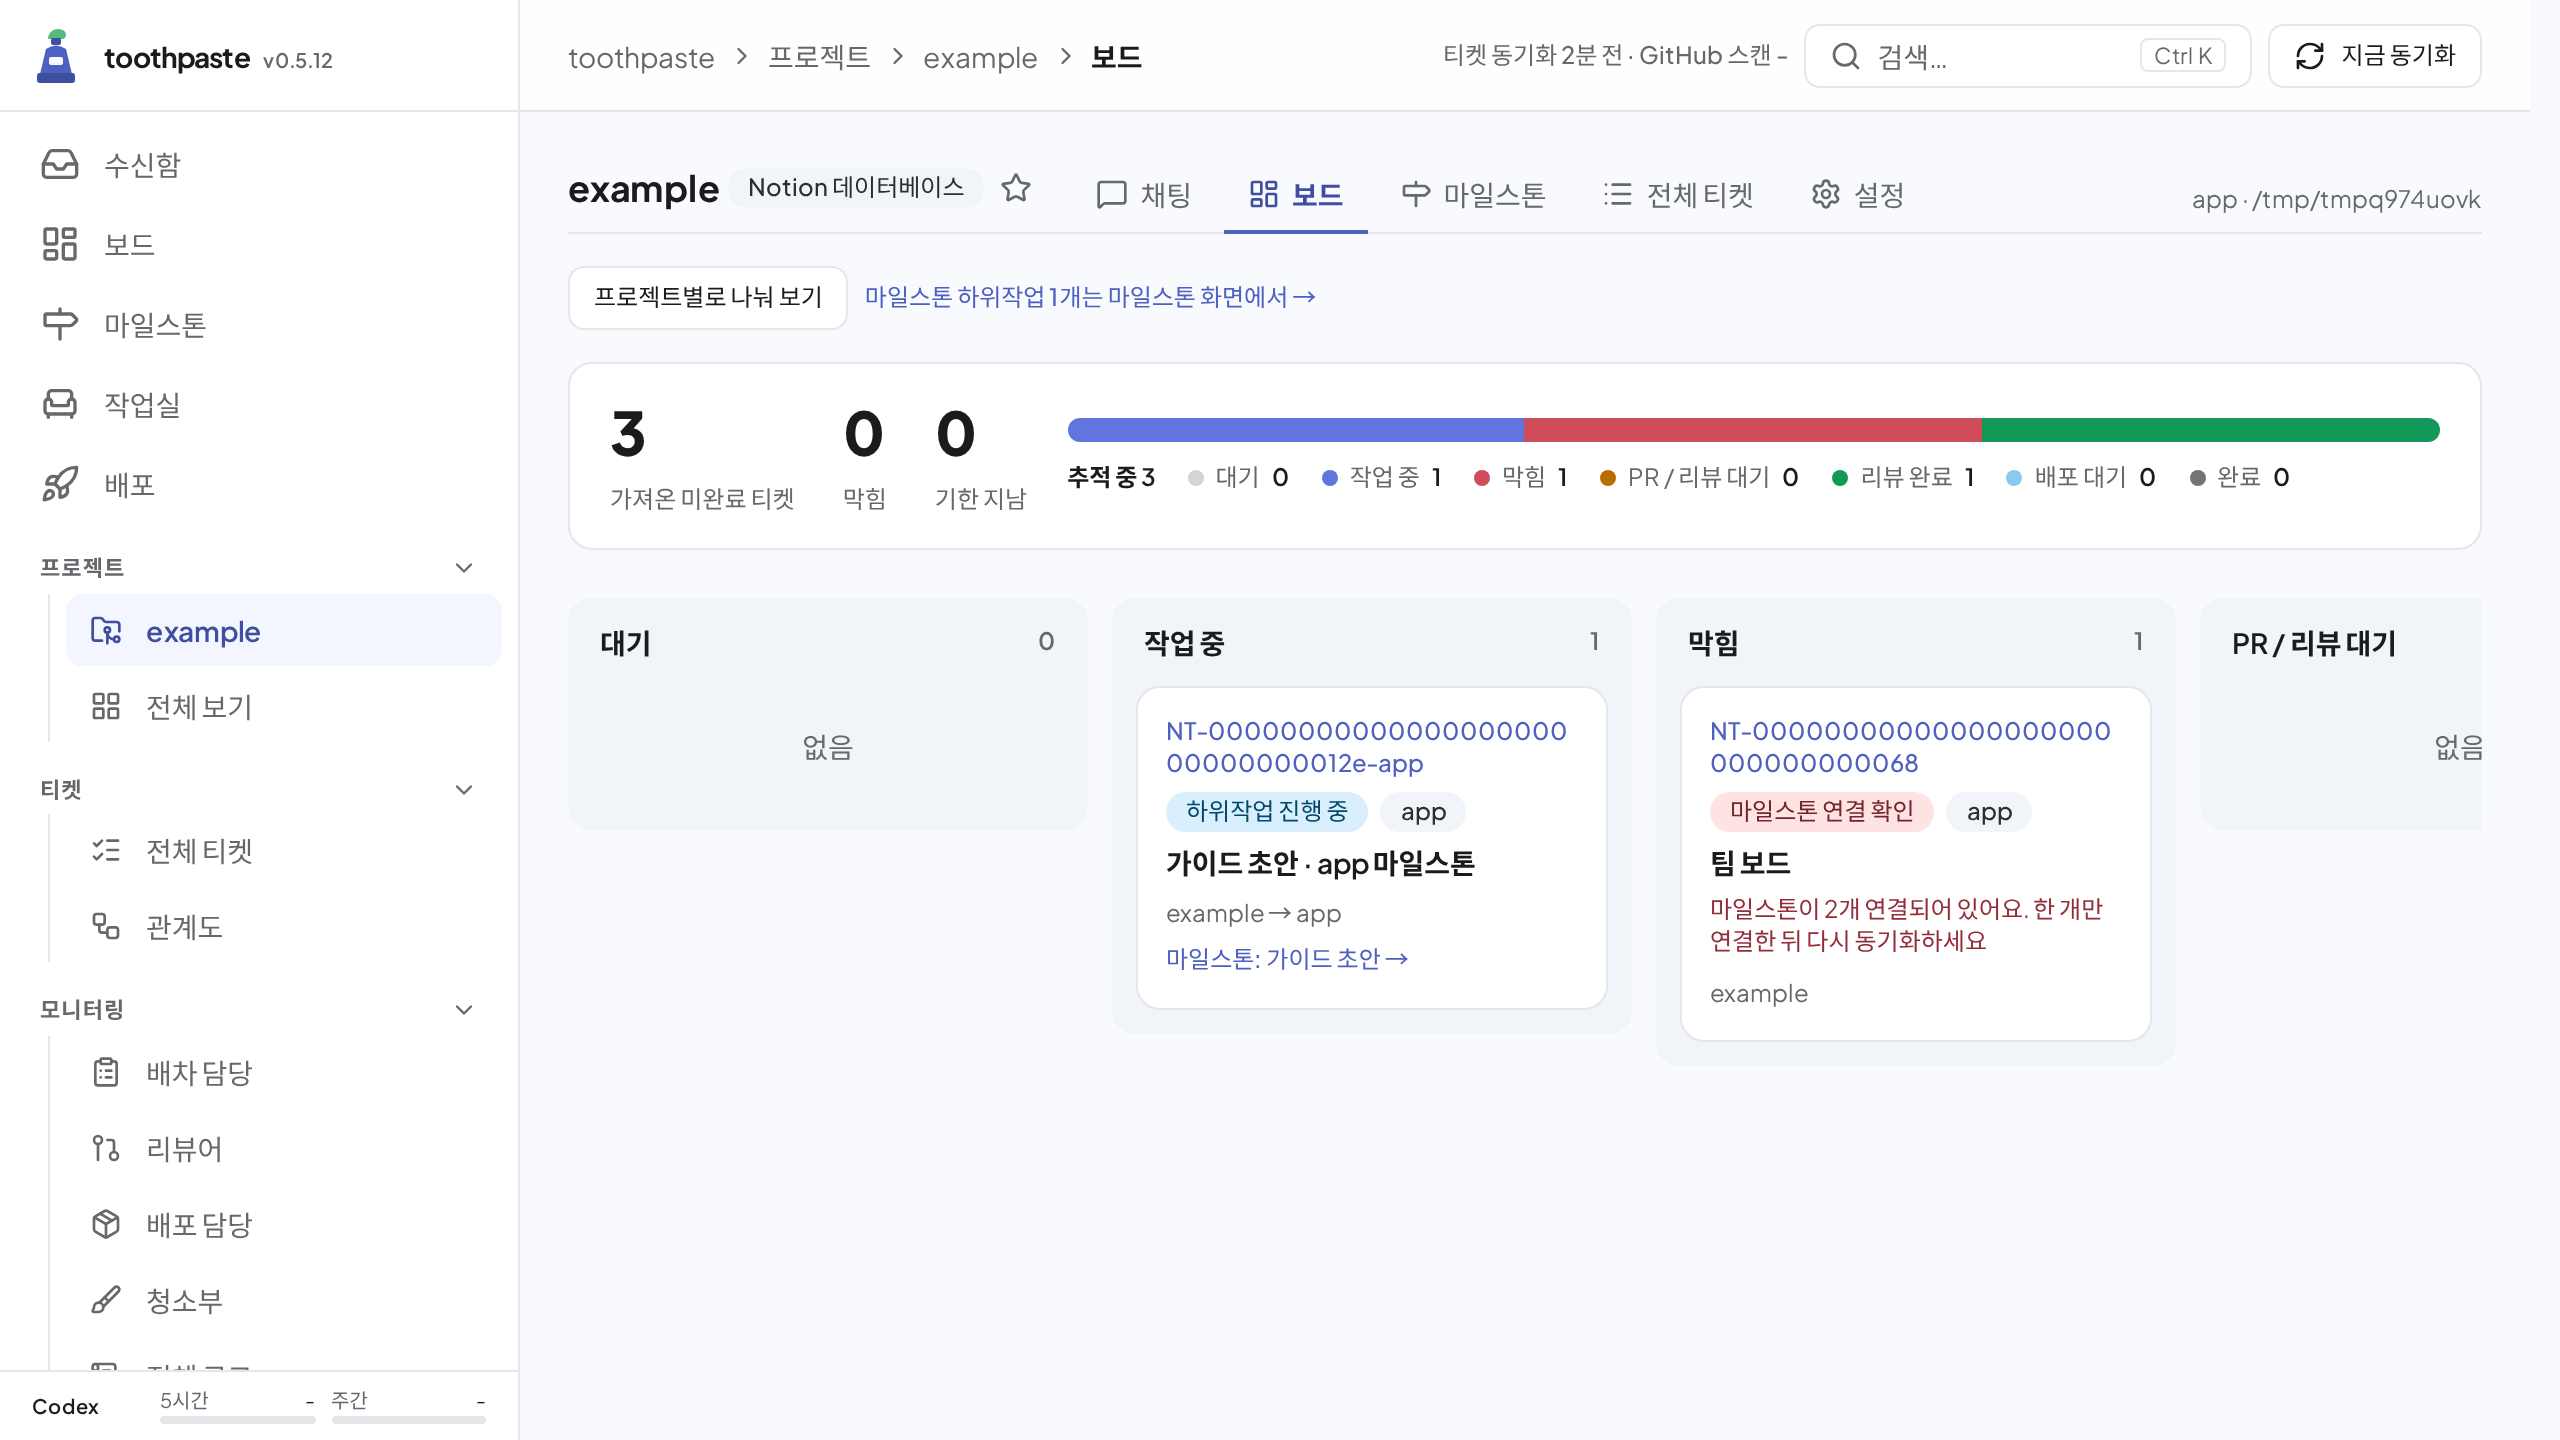 toothpaste v0.5.12
toothpaste > 프로젝트 > example > 보드
티켓 동기화 2분 전 · GitHub 스캔 -
검색...
Ctrl K
지금 동기화
수신함
보드
마일스톤
작업실
배포
프로젝트
example
전체 보기
티켓
전체 티켓
관계도
모니터링
배차 담당
리뷰어
배포 담당
청소부
Codex
5시간 -
주간 -
example
Notion 데이터베이스
채팅
보드
마일스톤
전체 티켓
설정
app · /tmp/tmpq974uovk
프로젝트별로 나눠 보기
마일스톤 하위작업 1개는 마일스톤 화면에서 →
3
가져온 미완료 티켓
0
막힘
0
기한 지남
추적 중 3
대기 0
작업 중 1
막힘 1
PR / 리뷰 대기 0
리뷰 완료 1
배포 대기 0
완료 0
대기 0
없음
작업 중 1
NT-00000000000000000000
00000000012e-app
하위작업 진행 중
app
가이드 초안 · app 마일스톤
example → app
마일스톤: 가이드 초안 →
막힘 1
NT-00000000000000000000
000000000068
마일스톤 연결 확인
app
팀 보드
마일스톤이 2개 연결되어 있어요. 한 개만
연결한 뒤 다시 동기화하세요
example
PR / 리뷰 대기
없음